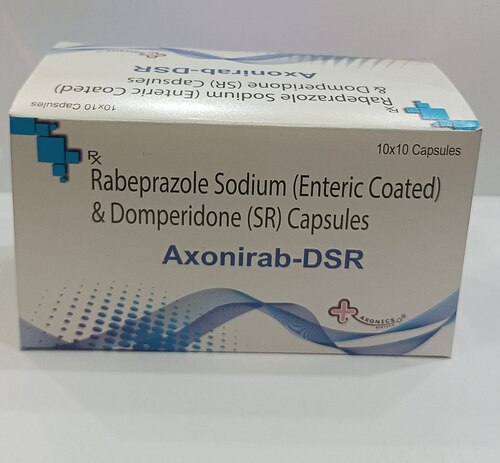 10x10 Capsules
Rabeprazole Sodium (Enteric Coated)
& Domperidone (SR) Capsules
Axonirab-DSR
Rx
10x10 Capsules
Rabeprazole Sodium (Enteric Coated)
& Domperidone (SR) Capsules
Axonirab-DSR
AXONICS